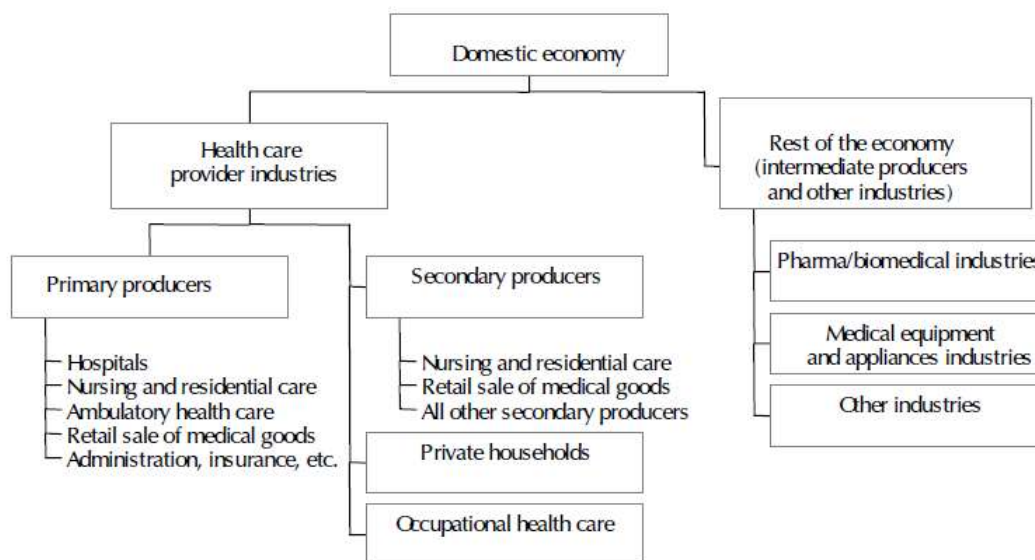 Domestic economy
Health care
provider industries
Rest of the economy
(intermediate producers
and other industries)
Primary producers
Hospitals
Nursing and residential care
Ambulatory health care
Retail sale of medical goods
Administration, insurance, etc.
Secondary producers
Nursing and residential care
Retail sale of medical goods
All other secondary producers
Private households
Occupational health care
Pharma/biomedical industries
Medical equipment
and appliances industries
Other industries